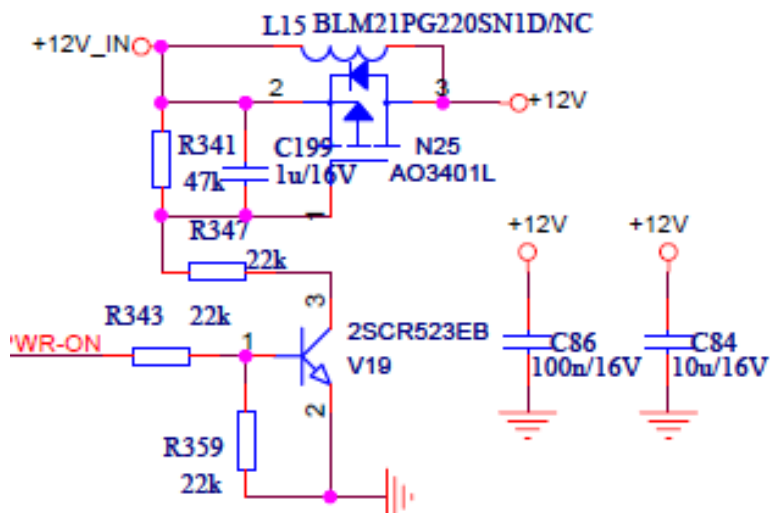 L15 BLM21PG220SN1D/NC
+12V_IN
2
3
+12V
R341
C199
N25
47k
1u/16V
AO3401L
1
R347
22k
+12V
+12V
3
R343
22k
2SCR523EB
C86
C84
PWR-ON
1
V19
100n/16V
10u/16V
2
R359
22k